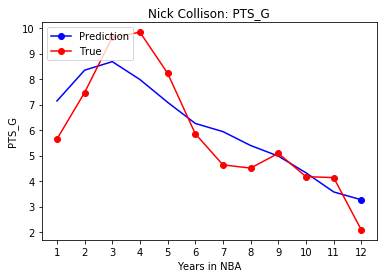 Nick Collison: PTS_G
Prediction
True
PTS_G
10
9
8
7
6
5
4
3
2
1 2 3 4 5 6 7 8 9 10 11 12
Years in NBA